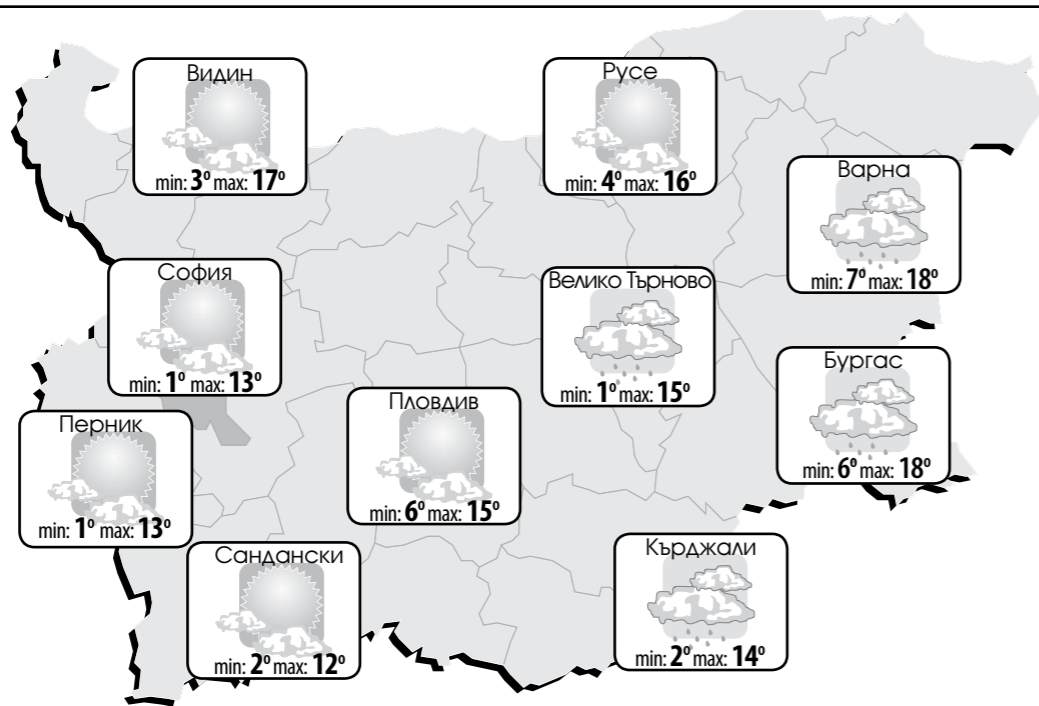 Видин
min: 3° max: 17°
Русе
min: 4° max: 16°
Варна
min: 7° max: 18°
София
min: 1° max: 13°
Велико Търново
min: 1° max: 15°
Бургас
min: 6° max: 18°
Пловдив
min: 6° max: 15°
Перник
min: 1° max: 13°
Сандански
min: 2° max: 12°
Кърджали
min: 2° max: 14°